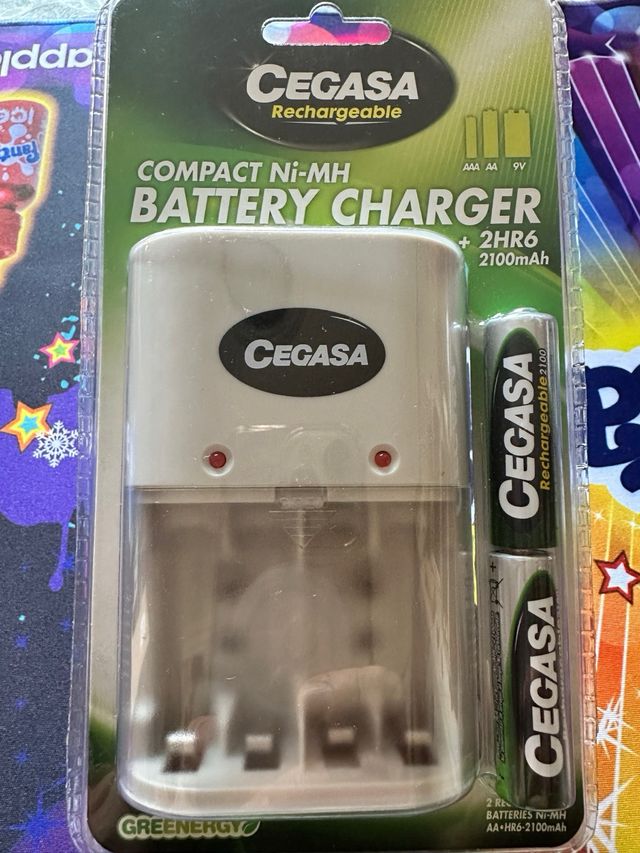 CEGASA
Rechargeable
AAA AA 9V
COMPACT Ni-MH
BATTERY CHARGER
+ 2HR6
2100mAh
CEGASA
CEGASA
Rechargeable 2100
CEGASA
GREENERGY
2
BATTERIES Ni-MH
AA•HR6-2100mAh